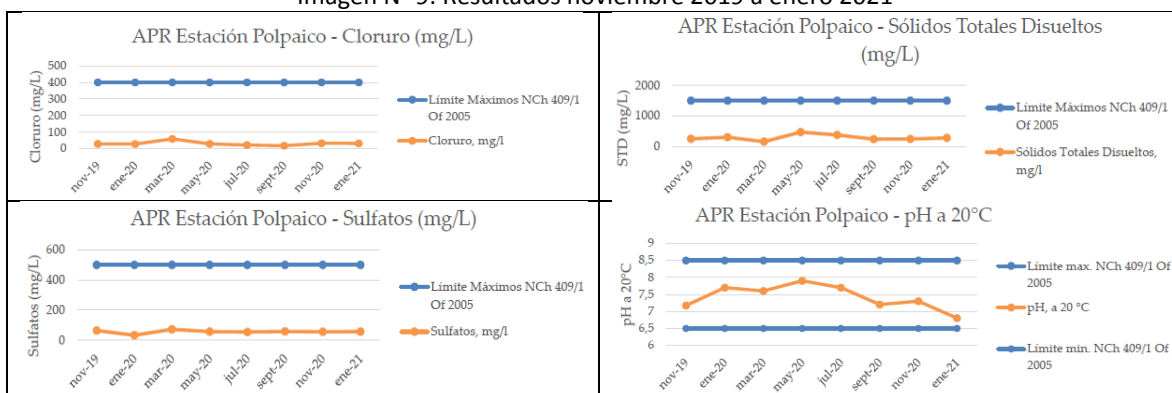 Imagen N° 9: Resultados noviembre 2019 a enero 2021
APR Estación Polpaico - Cloruro (mg/L)
Cloruro (mg/L)
500
400
300
200
100
0
nov-19
ene-20
mar-20
may-20
jul-20
sept-20
nov-20
ene-21
Límite Máximos NCh 409/1
Of 2005
Cloruro, mg/l
APR Estación Polpaico - Sólidos Totales Disueltos
(mg/L)
STD (mg/L)
2000
1000
0
nov-19
ene-20
mar-20
may-20
jul-20
sept-20
nov-20
ene-21
Límite Máximos NCh 409/1
Of 2005
Sólidos Totales Disueltos,
mg/l
APR Estación Polpaico - Sulfatos (mg/L)
Sulfatos (mg/L)
600
400
200
0
nov-19
ene-20
mar-20
may-20
jul-20
sept-20
nov-20
ene-21
Límite Máximos NCh 409/1
Of 2005
Sulfatos, mg/l
APR Estación Polpaico - pH a 20°C
pH a 20°C
9
8,5
8
7,5
7
6,5
6
nov-19
ene-20
mar-20
may-20
jul-20
sept-20
nov-20
ene-21
Límite max. NCh 409/1 Of
2005
pH, a 20 °C
Límite min. NCh 409/1 Of
2005